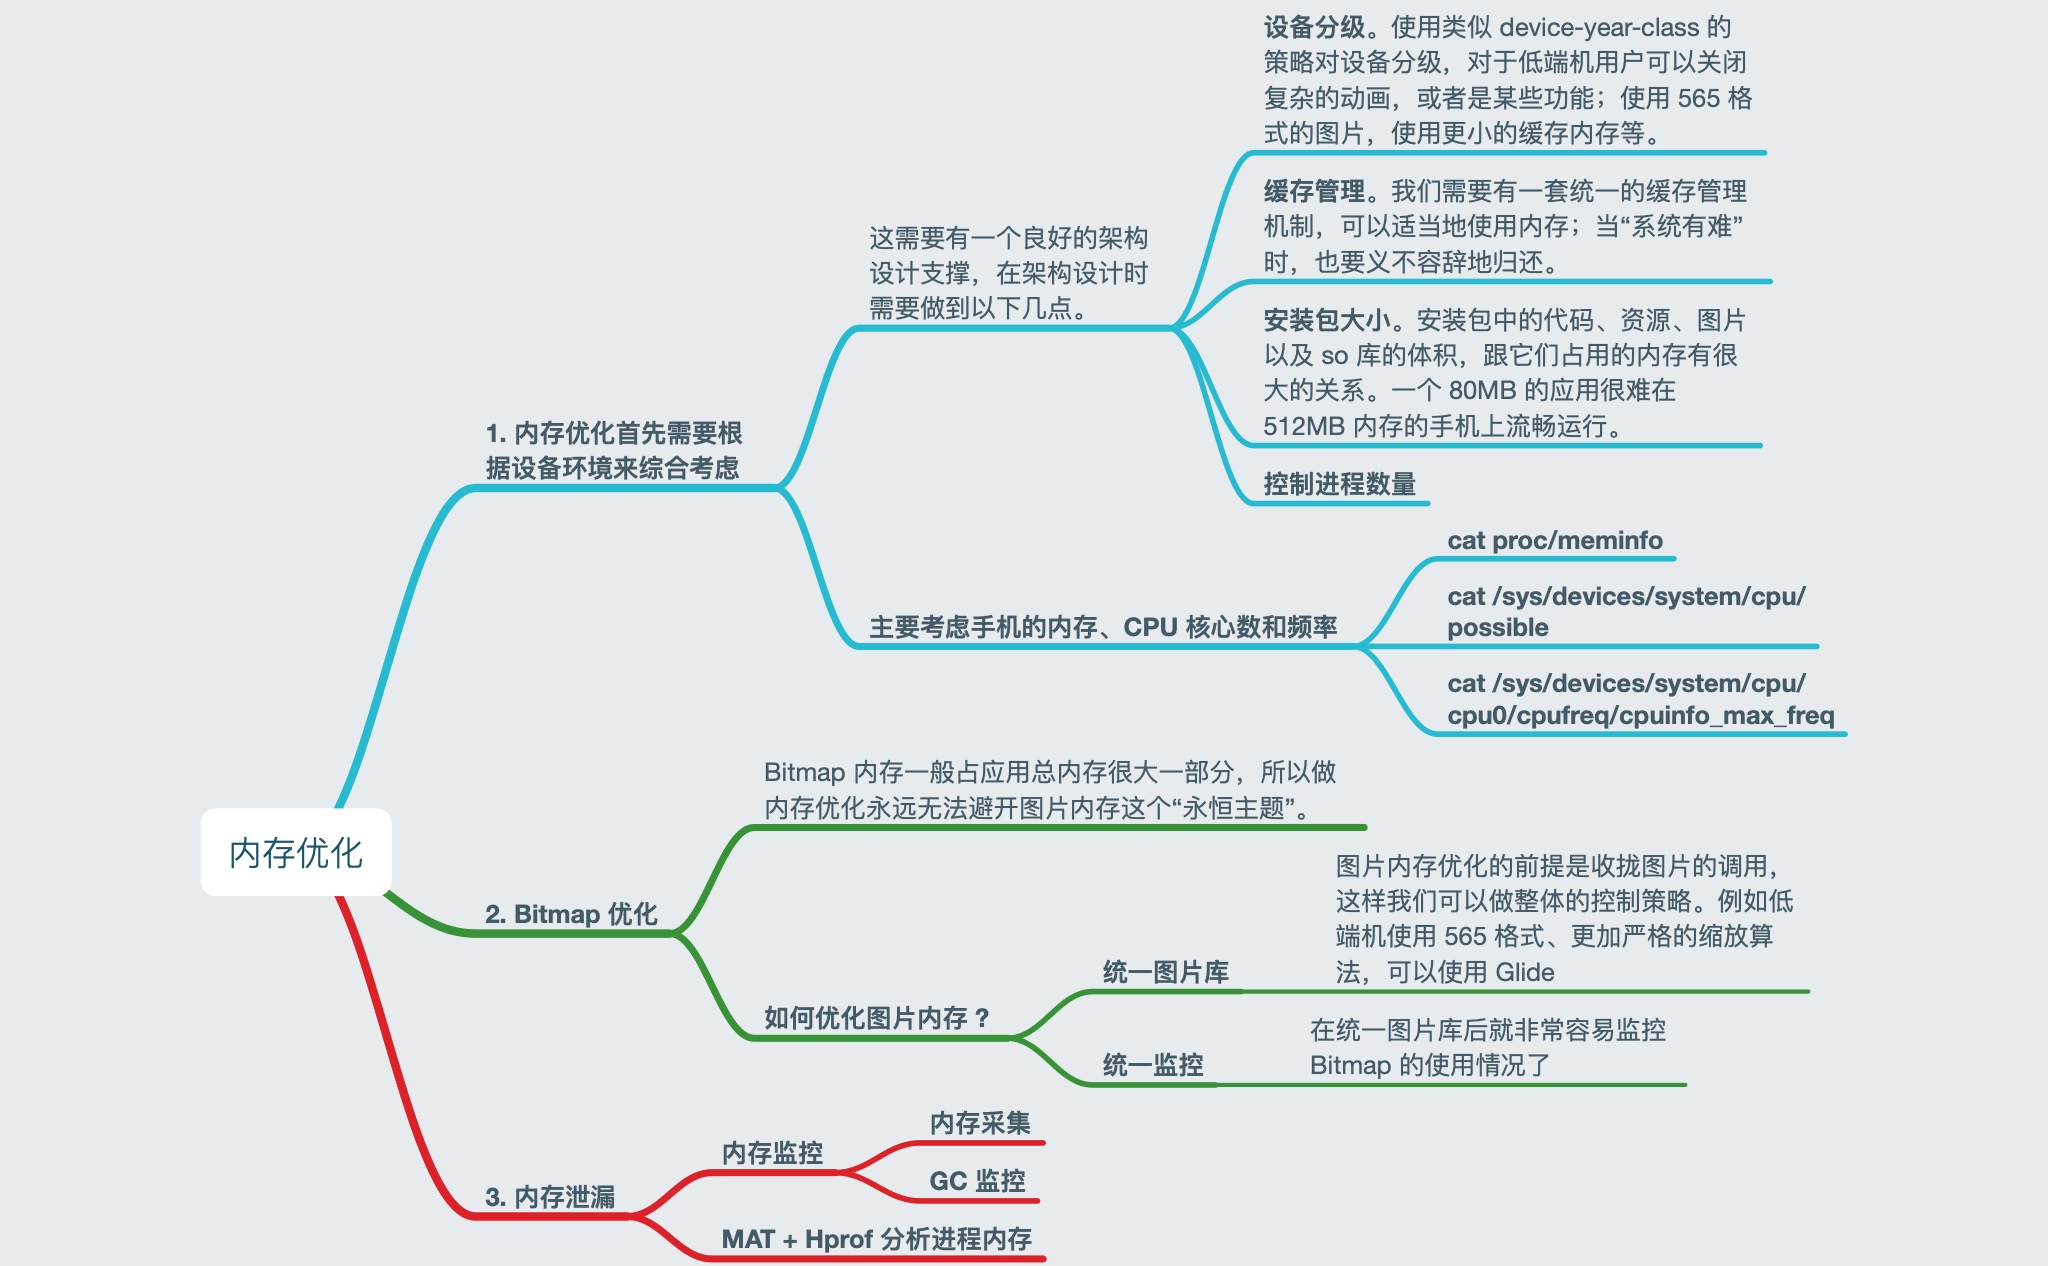 设备分级。使用类似 device-year-class 的
策略对设备分级，对于低端机用户可以关闭
复杂的动画，或者是某些功能；使用 565 格
式的图片，使用更小的缓存内存等。
缓存管理。我们需要有一套统一的缓存管理
机制，可以适当地使用内存；当“系统有难”
时，也要义不容辞地归还。
这需要有一个良好的架构
设计支撑，在架构设计时
需要做到以下几点。
安装包大小。安装包中的代码、资源、图片
以及 so 库的体积，跟它们占用的内存有很
大的关系。一个 80MB 的应用很难在
512MB 内存的手机上流畅运行。
控制进程数量
1. 内存优化首先需要根
据设备环境来综合考虑
cat proc/meminfo
cat /sys/devices/system/cpu/
possible
cat /sys/devices/system/cpu/
cpu0/cpufreq/cpuinfo_max_freq
主要考虑手机的内存、CPU 核心数和频率
内存优化
Bitmap 内存一般占应用总内存很大一部分，所以做
内存优化永远无法避开图片内存这个“永恒主题”。
2. Bitmap 优化
如何优化图片内存？
统一图片库
图片内存优化的前提是收拢图片的调用，
这样我们可以做整体的控制策略。例如低
端机使用 565 格式、更加严格的缩放算
法，可以使用 Glide
统一监控
在统一图片库后就非常容易监控
Bitmap 的使用情况了
3. 内存泄漏
内存监控
内存采集
GC 监控
MAT + Hprof 分析进程内存